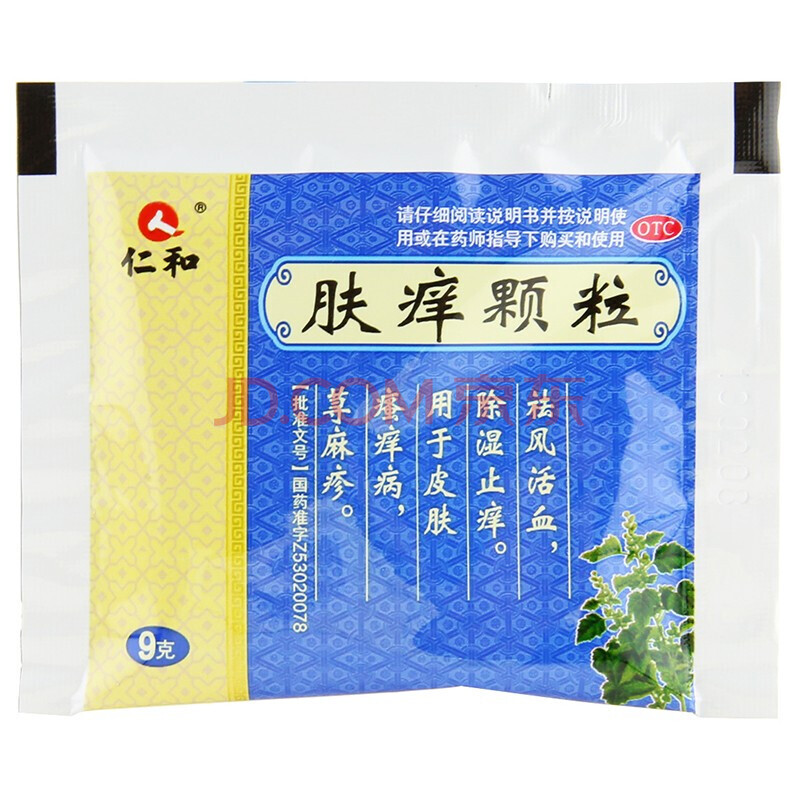 仁和
®
请仔细阅读说明书并按说明使
用或在药师指导下购买和使用
OTC
肤痒颗粒
祛风活血，
除湿止痒。
用于皮肤
瘙痒病，
荨麻疹。
【批准文号】国药准字Z53020078
9克
JD.COM 京东